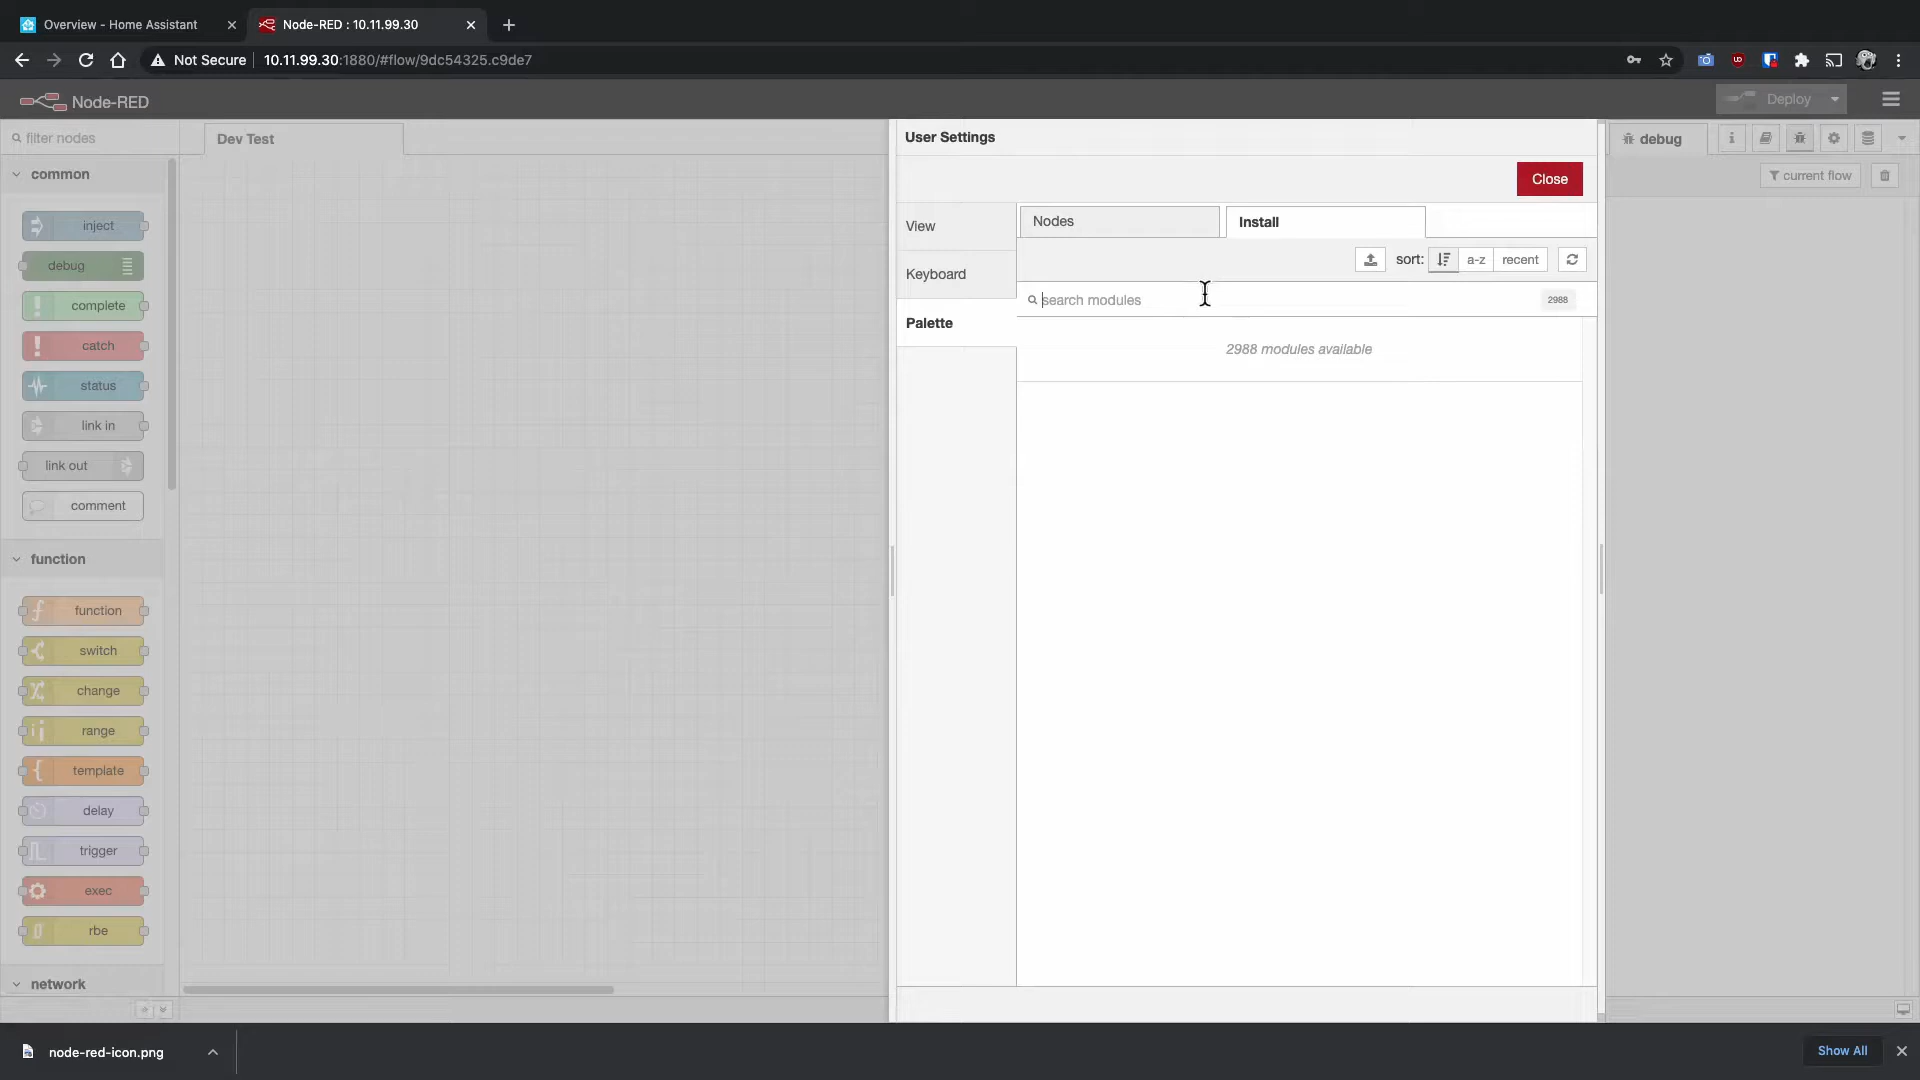 Overview - Home Assistant
Node-RED : 10.11.99.30
Not Secure
10.11.99.30:1880/#flow/9dc54325.c9de7
Node-RED
Deploy
filter nodes
Dev Test
User Settings
debug
common
current flow
Close
inject
debug
complete
catch
status
link in
link out
comment
function
function
switch
change
range
template
delay
trigger
exec
rbe
network
View
Keyboard
Palette
Nodes
Install
sort:
a-z
recent
search modules
2988
2988 modules available
node-red-icon.png
Show All